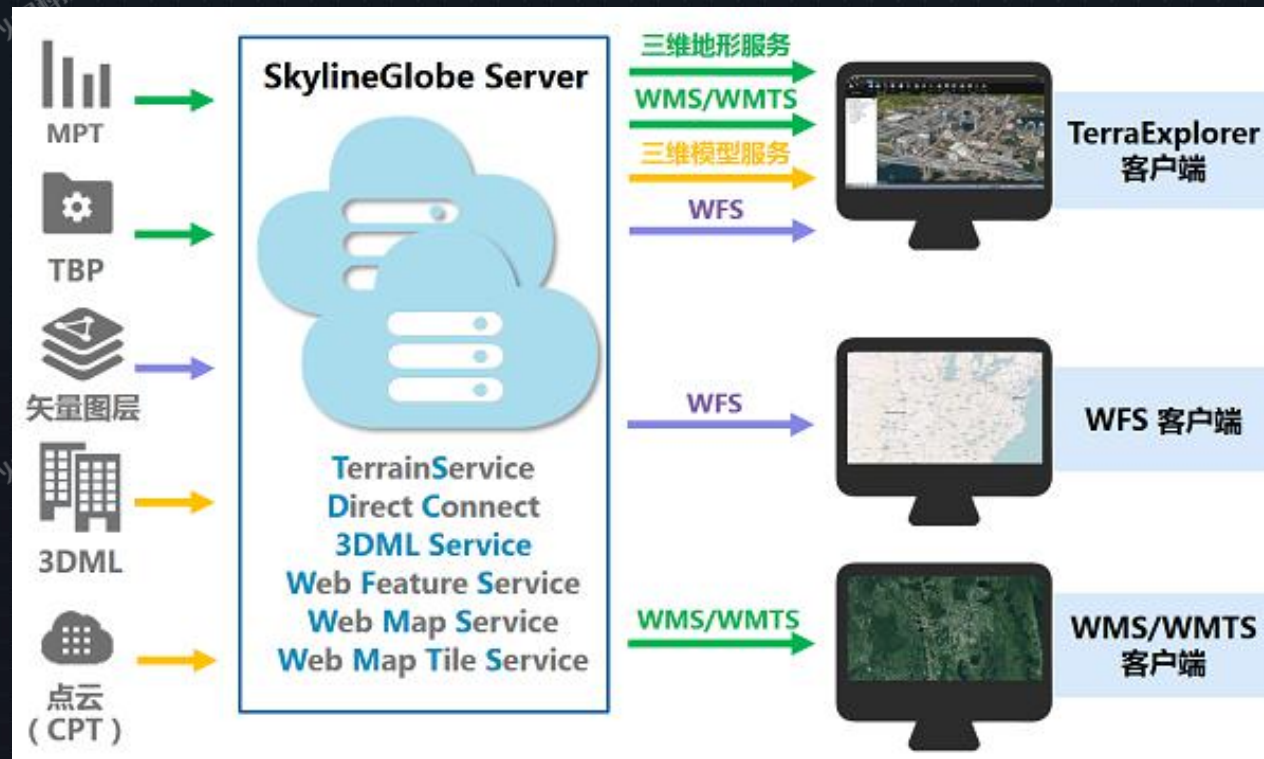 MPT
TBP
矢量图层
3DML
点云
( CPT )
SkylineGlobe Server
TerrainService
Direct Connect
3DML Service
Web Feature Service
Web Map Service
Web Map Tile Service
三维地形服务
WMS/WMTS
三维模型服务
WFS
TerraExplorer
客户端
WFS
WFS 客户端
WMS/WMTS
WMS/WMTS
客户端